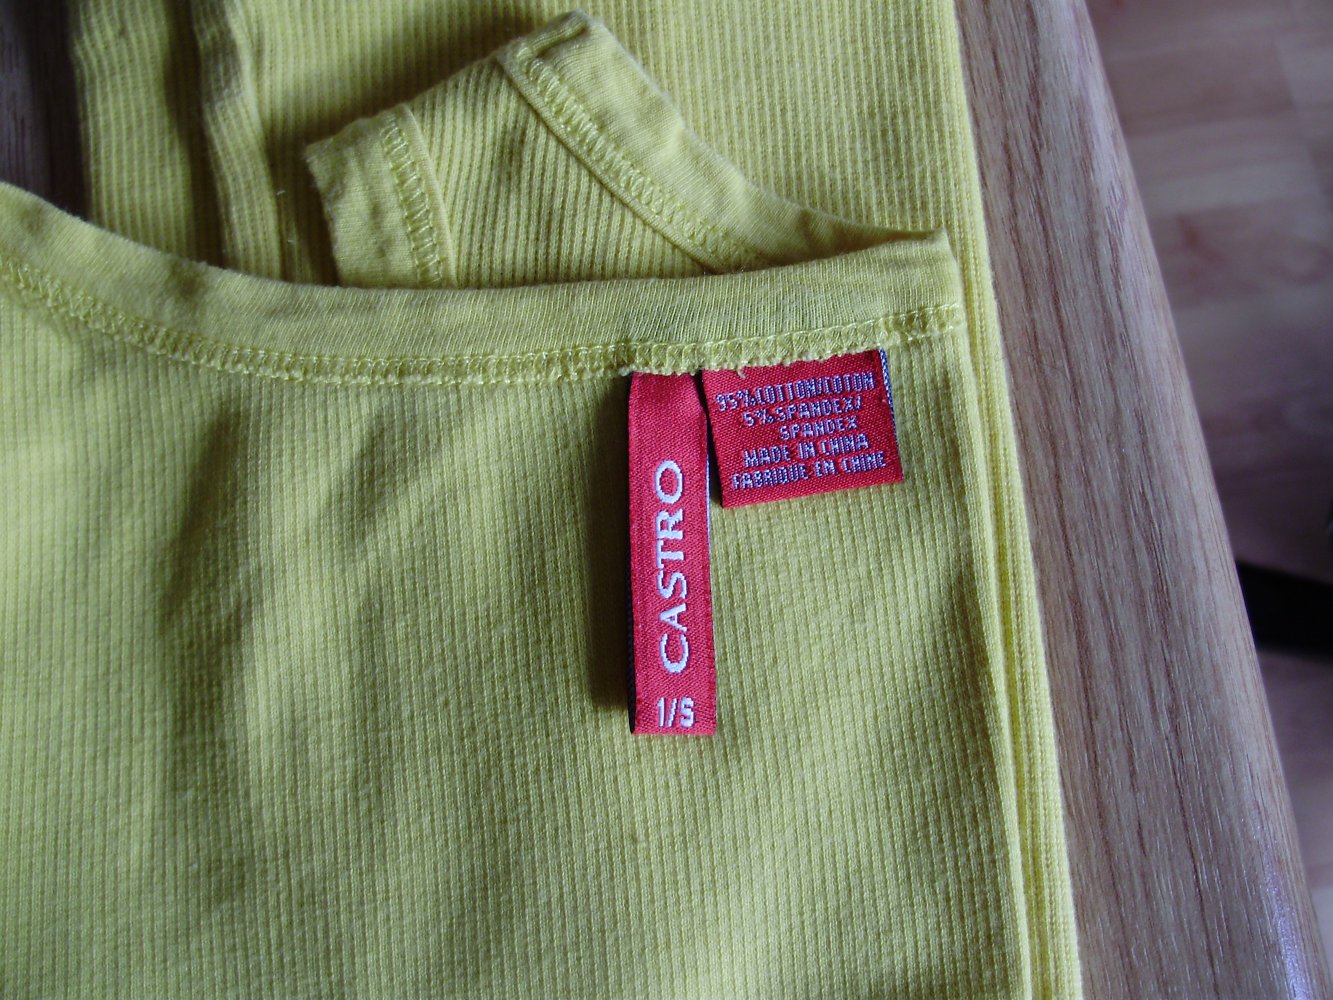 CASTRO
1/S
95% COTTON/COTON
5% SPANDEX/
SPANDEX
MADE IN CHINA
FABRIQUE EN CHINE